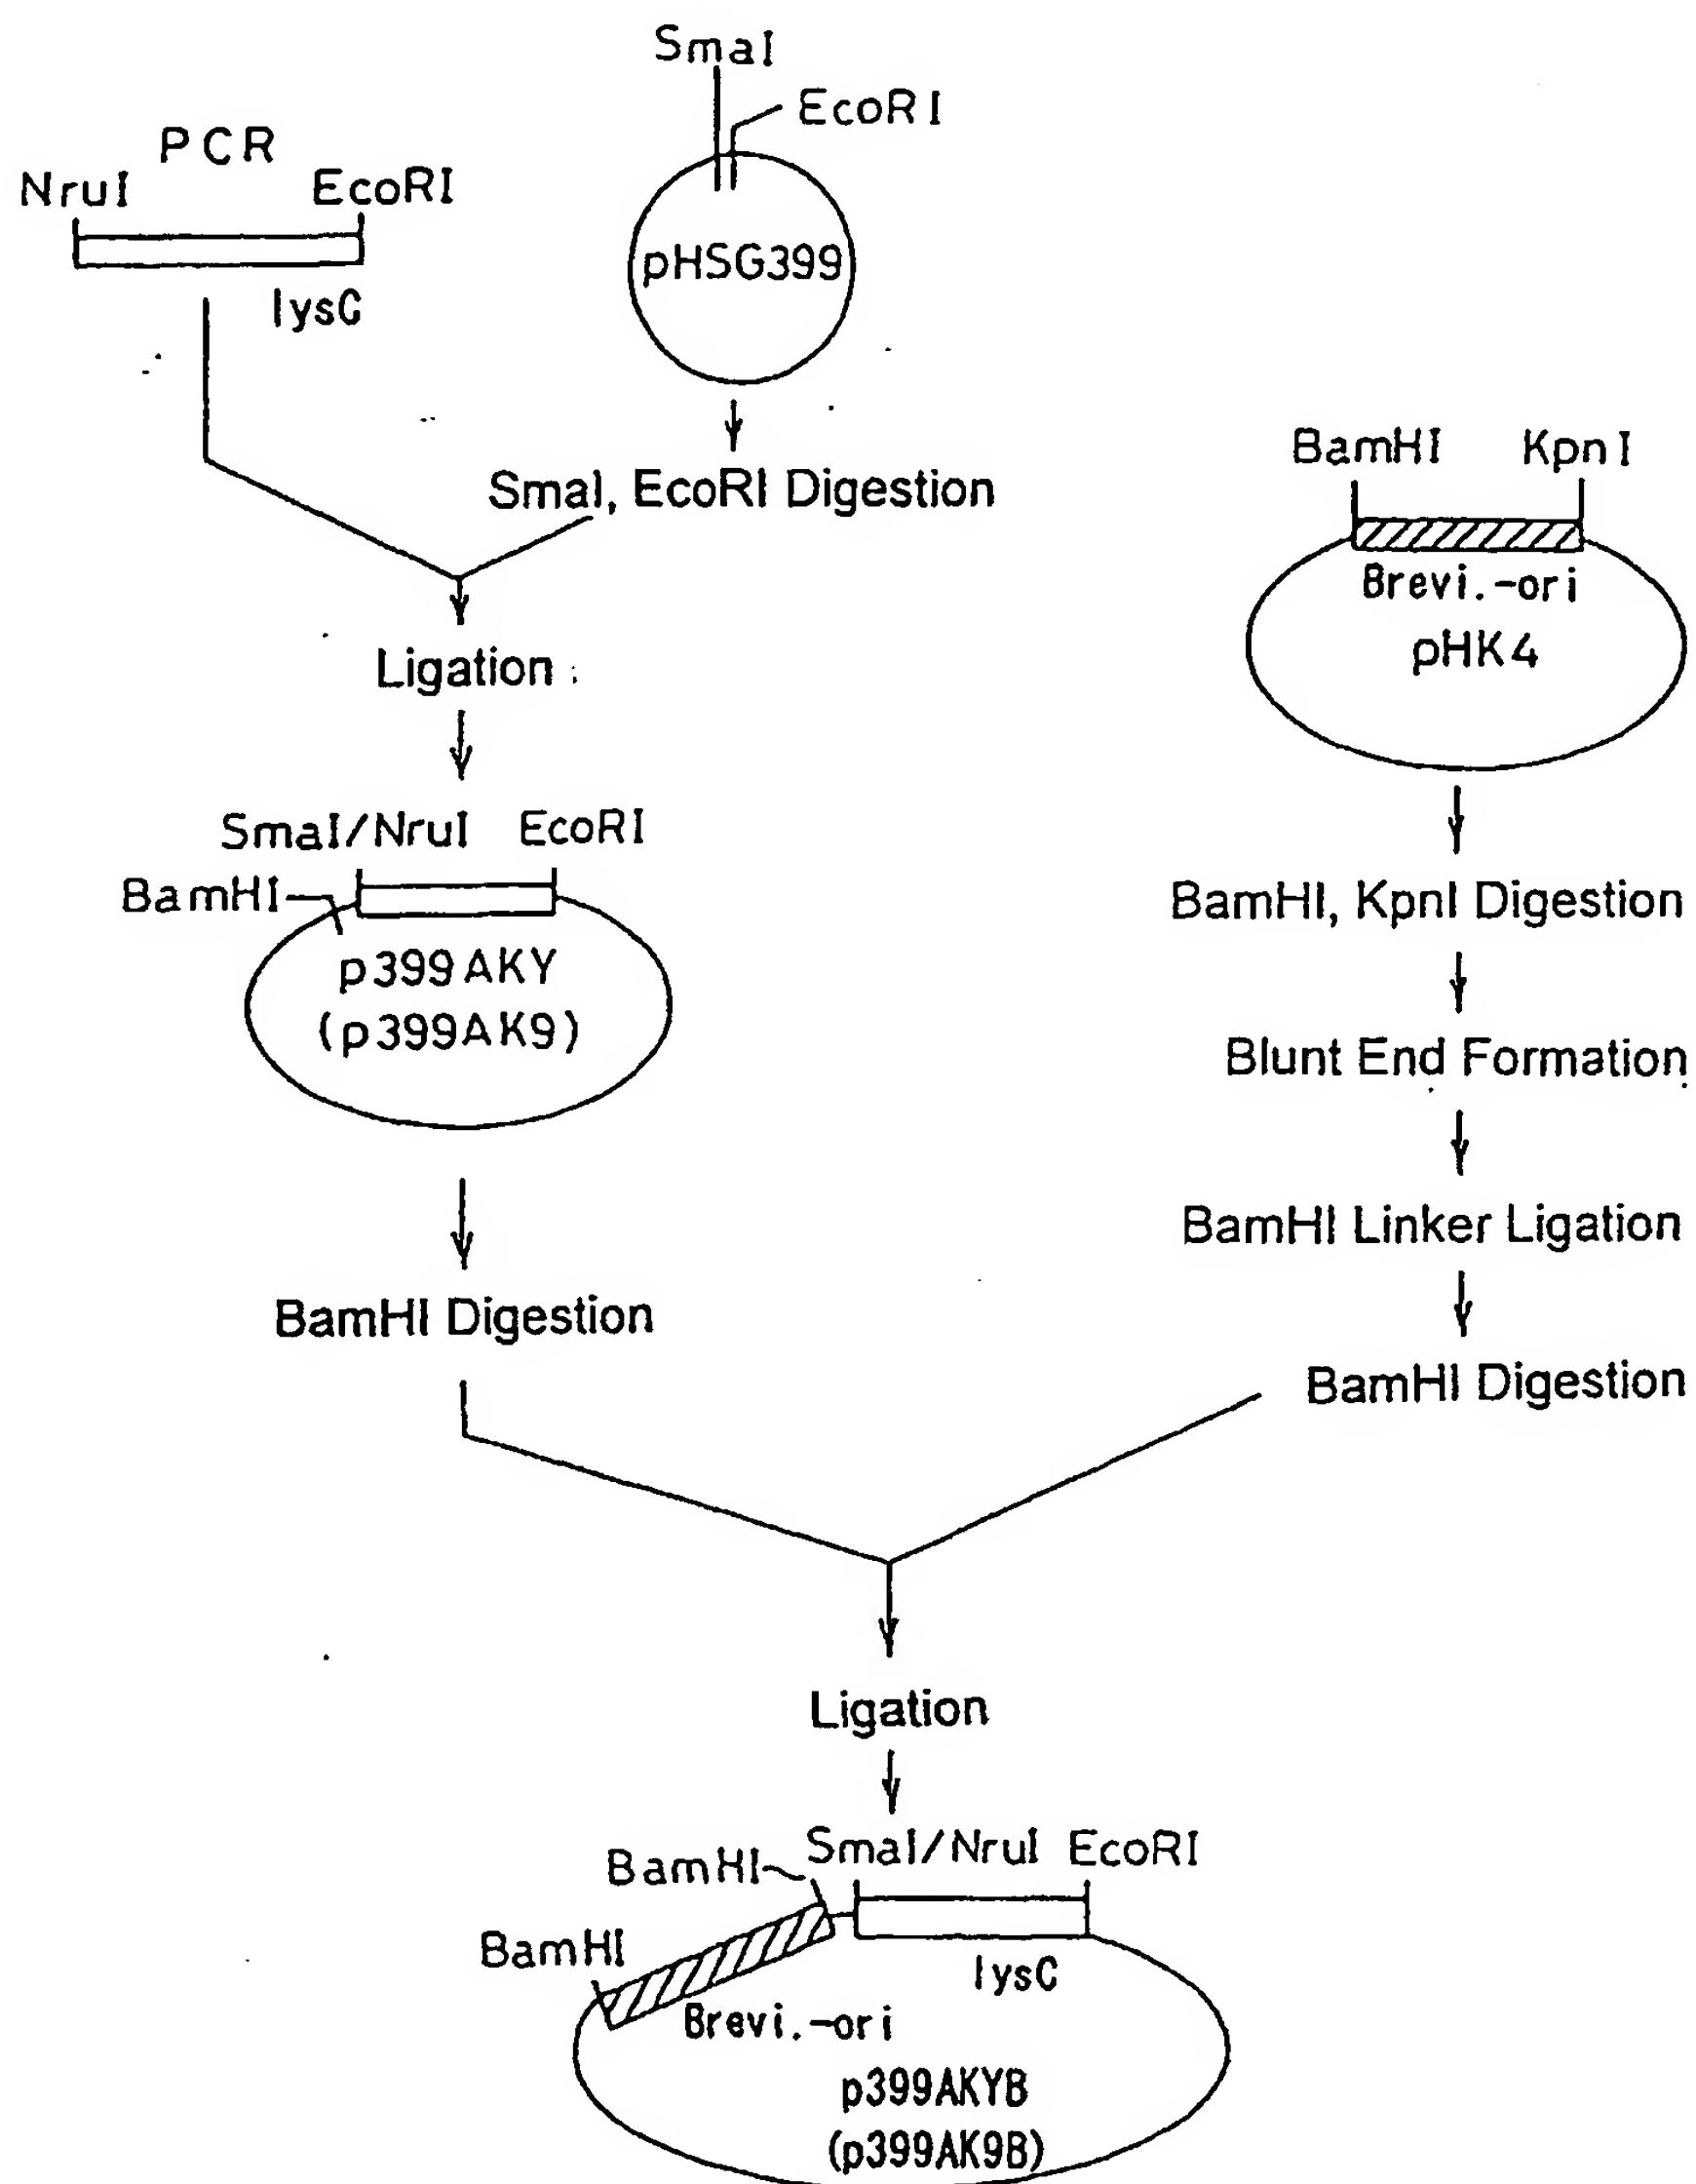 SmaI
EcoRI
PCR
NruI EcoRI
lysC
pHSG399
SmaI, EcoRI Digestion
BamHI KpnI
Brevi.-ori
pHK4
Ligation
SmaI/NruI EcoRI
BamHI
p399AKY
(p399AK9)
BamHI, KpnI Digestion
Blunt End Formation
BamHI Linker Ligation
BamHI Digestion
BamHI Digestion
Ligation
SmaI/NruI EcoRI
BamHI
BamHI
lysC
Brevi.-ori
p399AKYB
(p399AK9B)